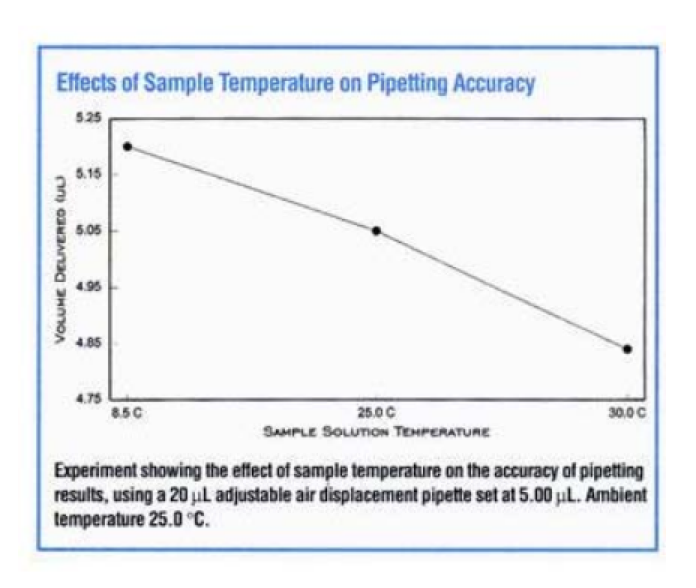 Effects of Sample Temperature on Pipetting Accuracy
5.25
5.15
5.05
4.95
4.85
4.75
VOLUME DELIVERED (UL)
8.5 C 25.0 C 30.0 C
SAMPLE SOLUTION TEMPERATURE
Experiment showing the effect of sample temperature on the accuracy of pipetting
results, using a 20 µL adjustable air displacement pipette set at 5.00 µL. Ambient
temperature 25.0 °C.